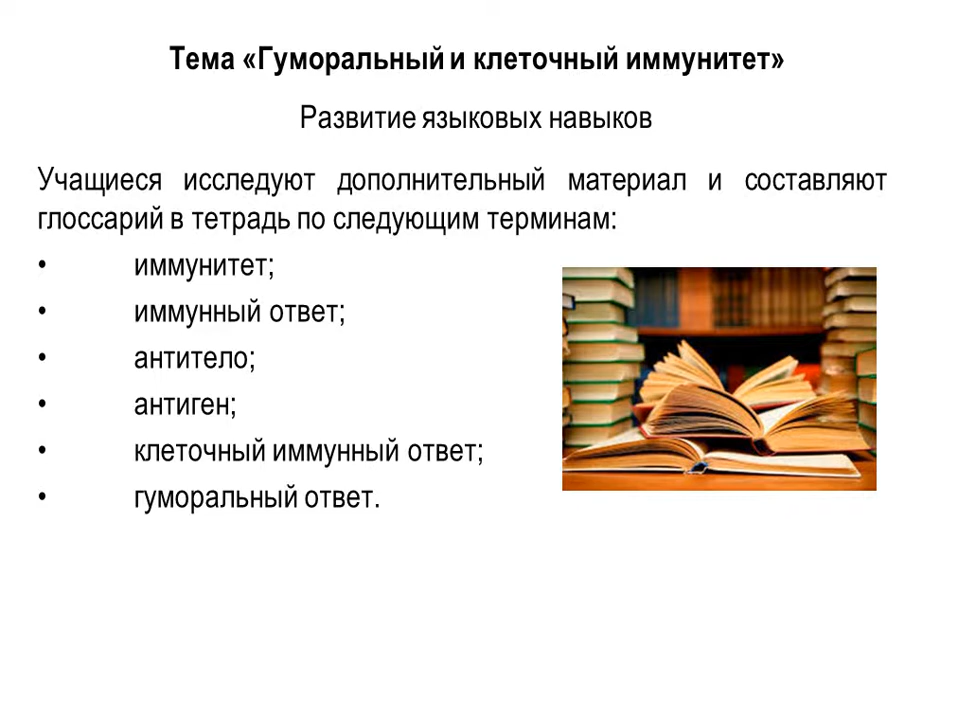 Тема «Гуморальный и клеточный иммунитет»
Развитие языковых навыков
Учащиеся исследуют дополнительный материал и составляют
глоссарий в тетрадь по следующим терминам:
• иммунитет;
• иммунный ответ;
• антитело;
• антиген;
• клеточный иммунный ответ;
• гуморальный ответ.